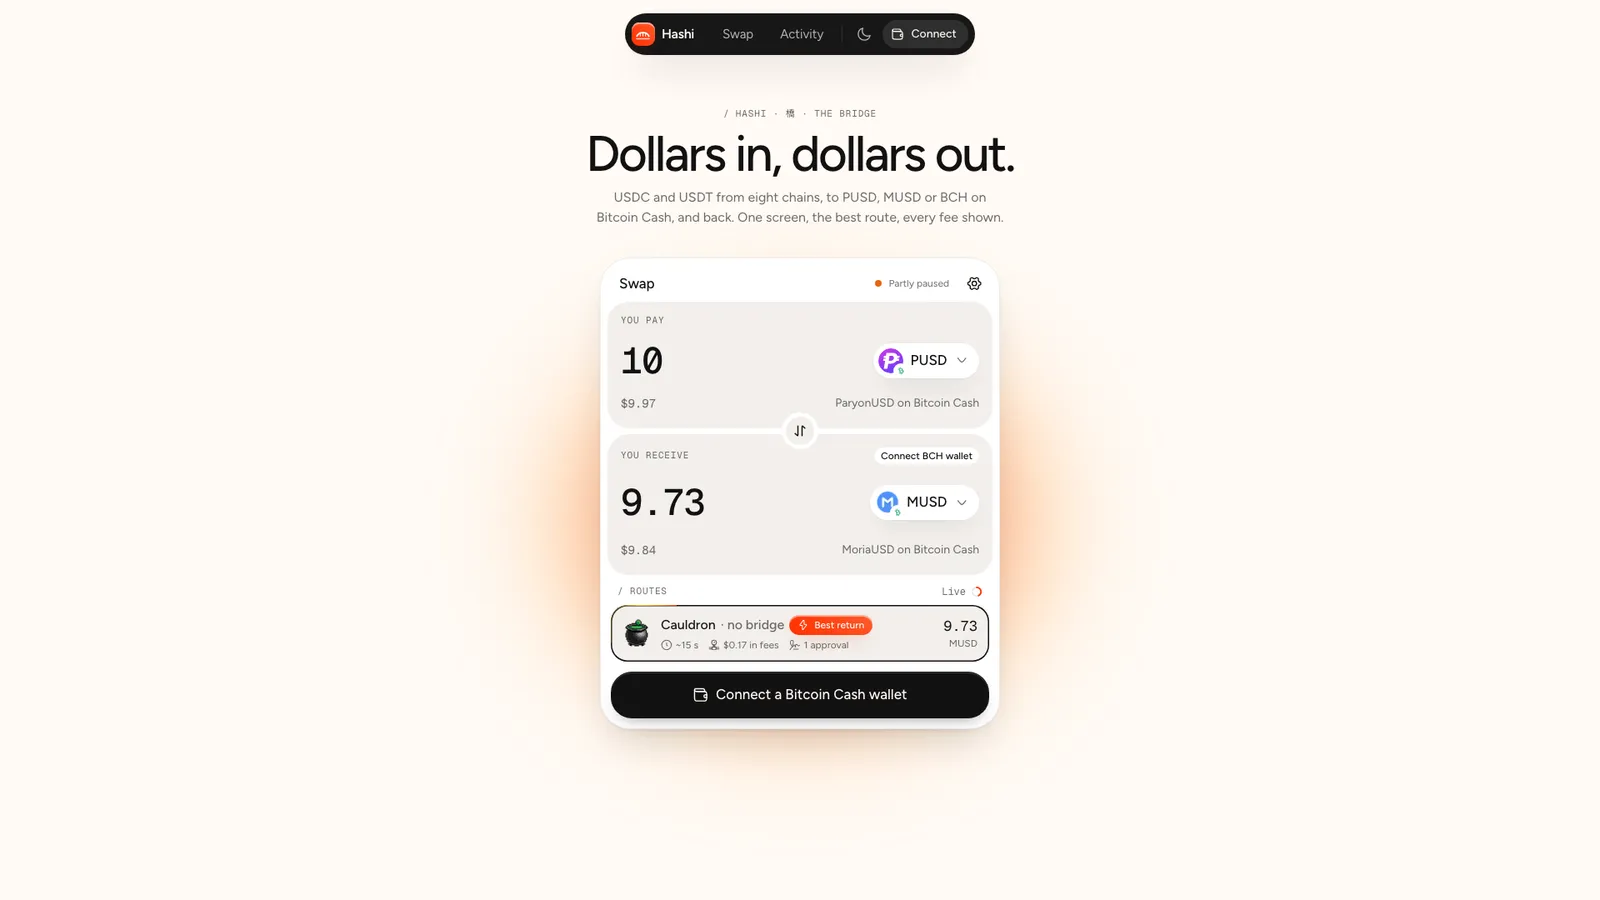 Hashi
Swap
Activity
Connect
/ HASHI · 橋 · THE BRIDGE
Dollars in, dollars out.
USDC and USDT from eight chains, to PUSD, MUSD or BCH on
Bitcoin Cash, and back. One screen, the best route, every fee shown.
Swap
Partly paused
YOU PAY
10
PUSD
$9.97
ParyonUSD on Bitcoin Cash
YOU RECEIVE
Connect BCH wallet
9.73
MUSD
$9.84
MoriaUSD on Bitcoin Cash
/ ROUTES
Live
Cauldron · no bridge
Best return
9.73
~15 s
$0.17 in fees
1 approval
MUSD
Connect a Bitcoin Cash wallet